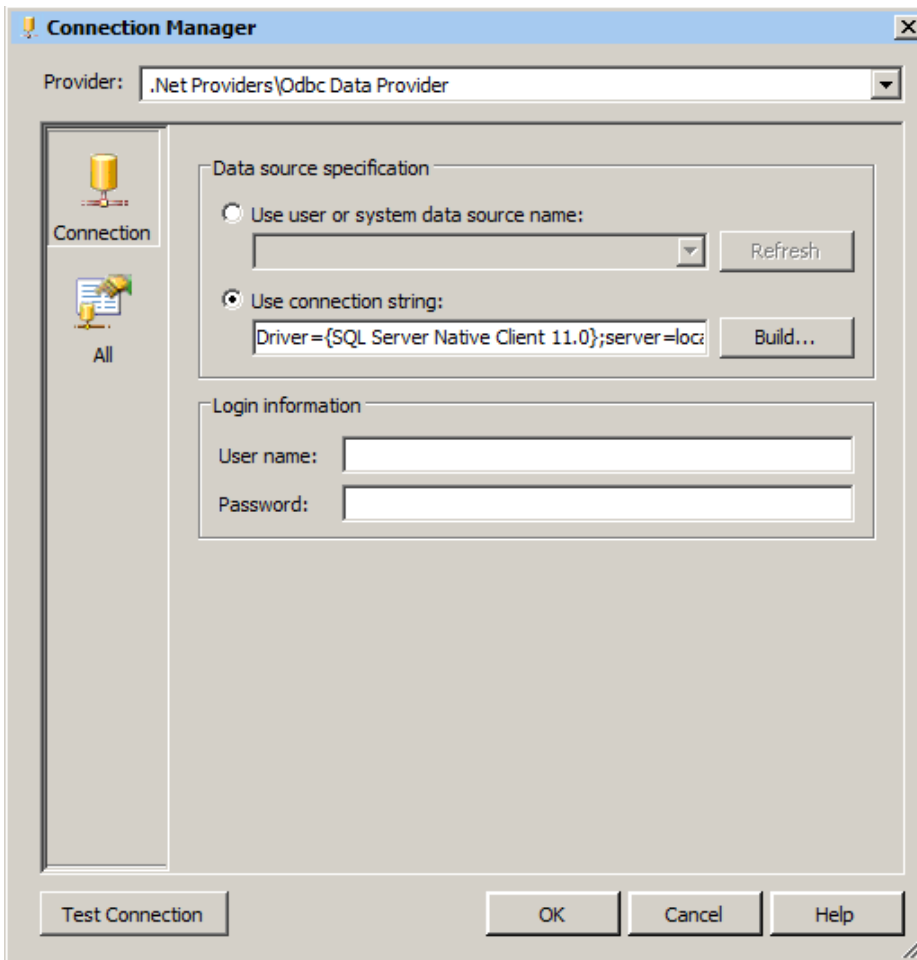 Connection Manager
Provider: .Net Providers\Odbc Data Provider
Connection
All
Data source specification
Use user or system data source name:
Refresh
Use connection string:
Driver={SQL Server Native Client 11.0};server=loca
Build...
Login information
User name:
Password:
Test Connection
OK
Cancel
Help